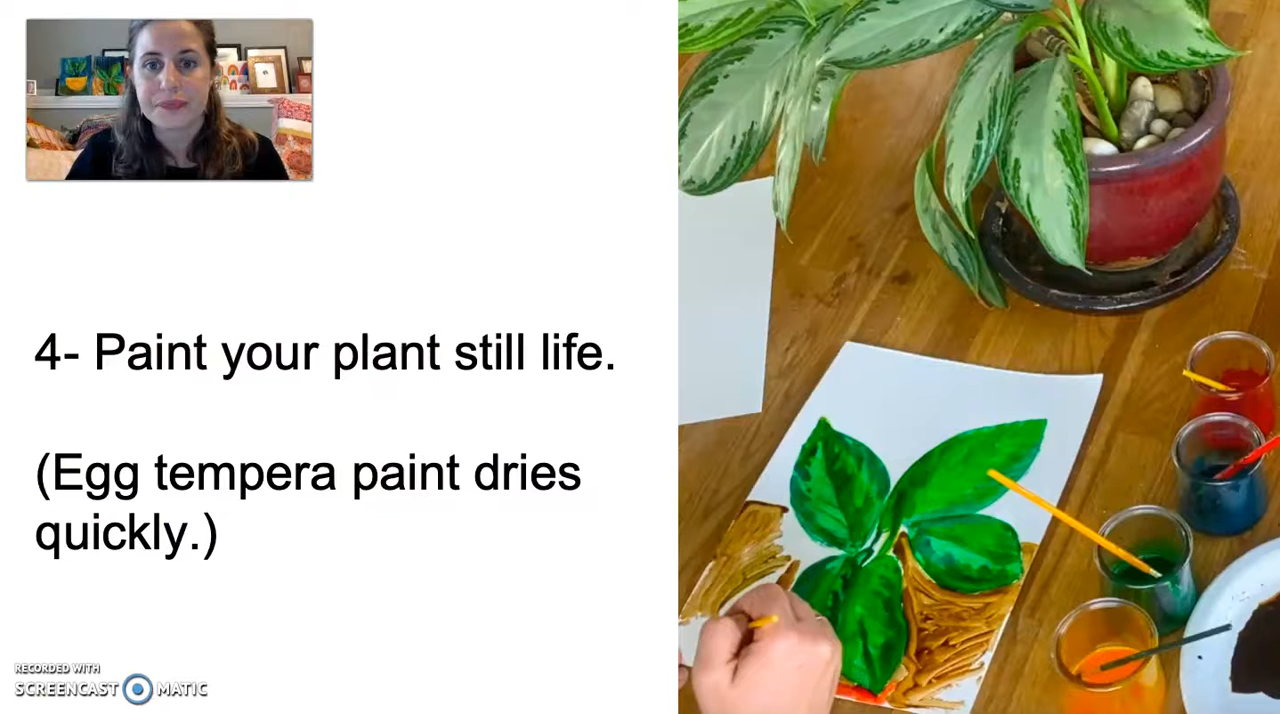 4- Paint your plant still life.
(Egg tempera paint dries
quickly.)
RECORDED WITH
SCREENCAST MATIC